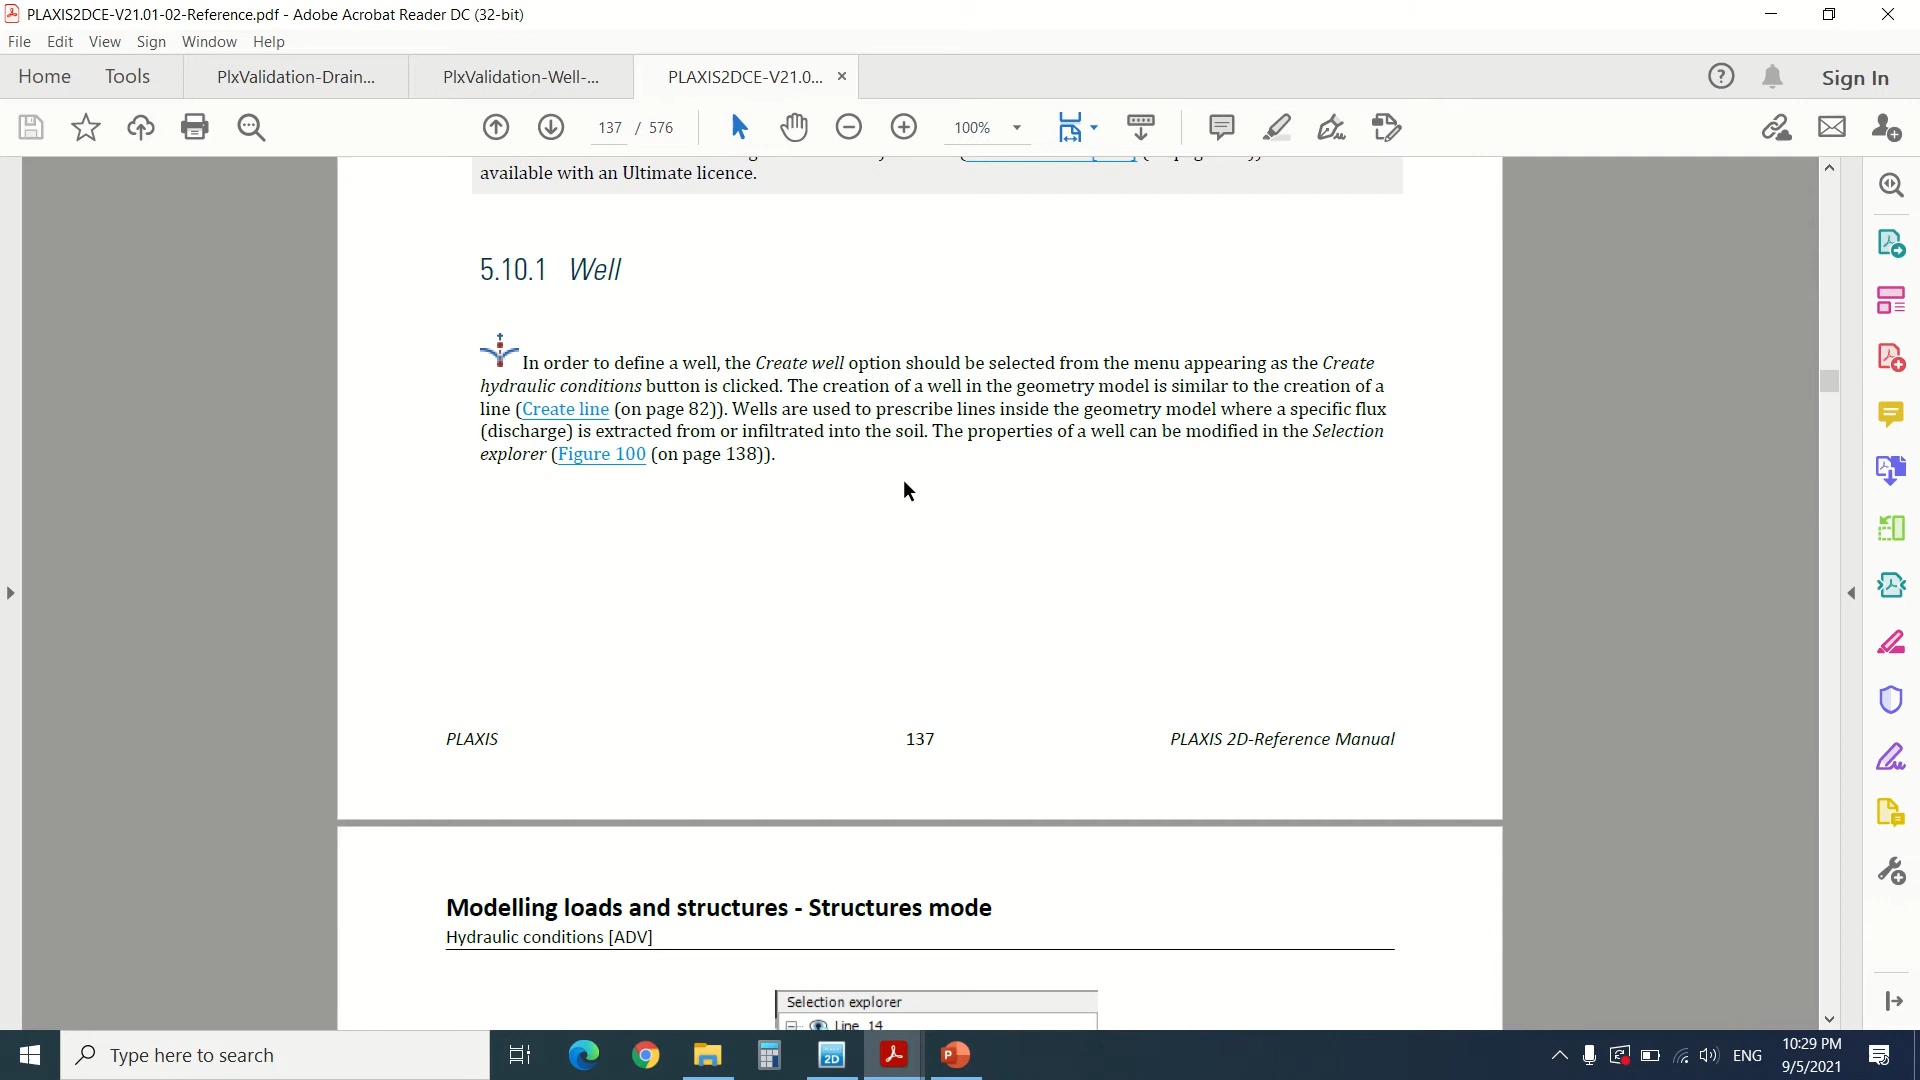 PLAXIS2DCE-V21.01-02-Reference.pdf - Adobe Acrobat Reader DC (32-bit)
File Edit View Sign Window Help
Home Tools PlxValidation-Drain... PlxValidation-Well-... PLAXIS2DCE-V21.0... Sign In
137 / 576 100%
available with an Ultimate licence.
5.10.1 Well
In order to define a well, the Create well option should be selected from the menu appearing as the Create
hydraulic conditions button is clicked. The creation of a well in the geometry model is similar to the creation of a
line (Create line (on page 82)). Wells are used to prescribe lines inside the geometry model where a specific flux
(discharge) is extracted from or infiltrated into the soil. The properties of a well can be modified in the Selection
explorer (Figure 100 (on page 138)).
PLAXIS 137 PLAXIS 2D-Reference Manual
Modelling loads and structures - Structures mode
Hydraulic conditions [ADV]
Selection explorer
Line_14
Type here to search
2D
ENG
10:29 PM
9/5/2021